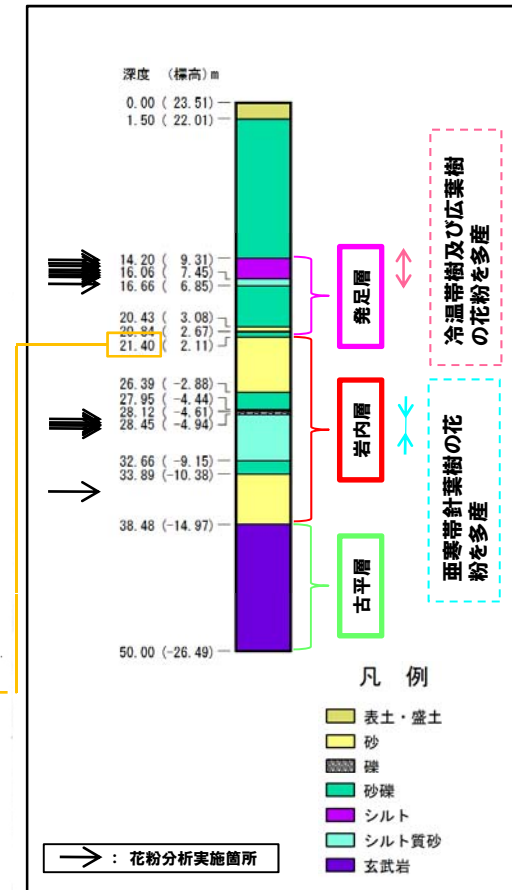 深度 （標高）m
0.00 ( 23.51)
1.50 ( 22.01)
14.20 ( 9.31)
16.06 ( 7.45)
16.66 ( 6.85)
20.43 ( 3.08)
20.84 ( 2.67)
21.40 ( 2.11)
26.39 ( -2.88)
27.95 ( -4.44)
28.12 ( -4.61)
28.45 ( -4.94)
32.66 ( -9.15)
33.89 (-10.38)
38.48 (-14.97)
50.00 (-26.49)
発足層
岩内層
古平層
冷温帯樹及び広葉樹
の花粉を多産
亜寒帯針葉樹の花
粉を多産
凡 例
表土・盛土
砂
礫
砂礫
シルト
シルト質砂
玄武岩
： 花粉分析実施箇所